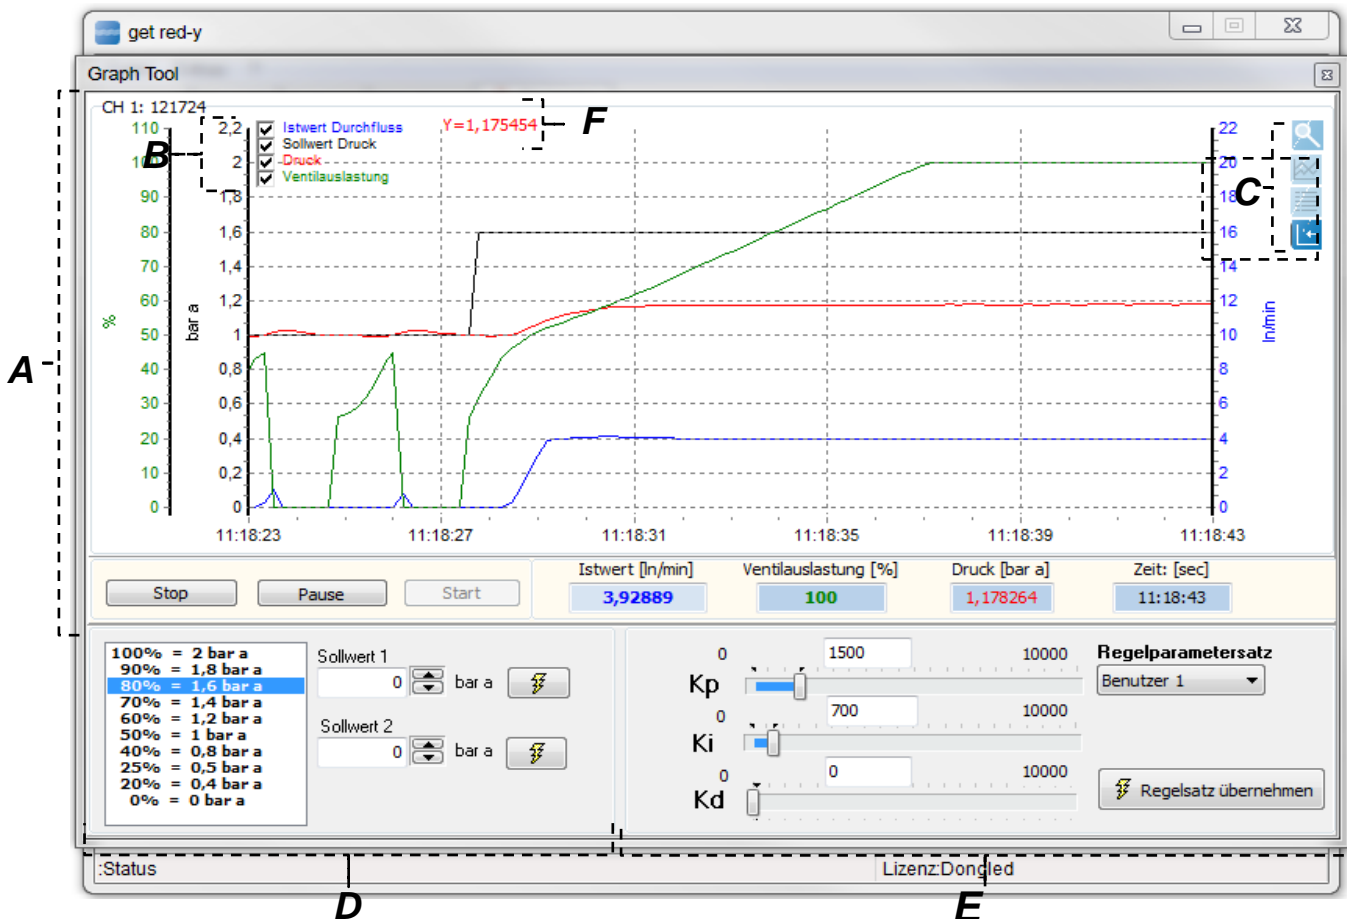 get red-y
Graph Tool
CH 1: 121724
110 2,2 Istwert Durchfluss Y=1,175454 F 22
Sollwert Druck
B 100 2 Druck 20
Ventilauslastung
90 1,8 18 C
80 1,6 16
70 1,4 14
60 1,2 12
% bar a ln/min
50 1 10
A 40 0,8 8
30 0,6 6
20 0,4 4
10 0,2 2
0 0 0
11:18:23 11:18:27 11:18:31 11:18:35 11:18:39 11:18:43
Istwert [ln/min] Ventilauslastung [%] Druck [bar a] Zeit: [sec]
Stop Pause Start 3,92889 100 1,178264 11:18:43
100% = 2 bar a
90% = 1,8 bar a
80% = 1,6 bar a
70% = 1,4 bar a
60% = 1,2 bar a
50% = 1 bar a
40% = 0,8 bar a
25% = 0,5 bar a
20% = 0,4 bar a
0% = 0 bar a
Sollwert 1
0 bar a
Sollwert 2
0 bar a
0 1500 10000
Kp
0 700 10000
Ki
0 0 10000
Kd
Regelparametersatz
Benutzer 1
Regelsatz übernehmen
:Status Lizenz:Dongled
D E